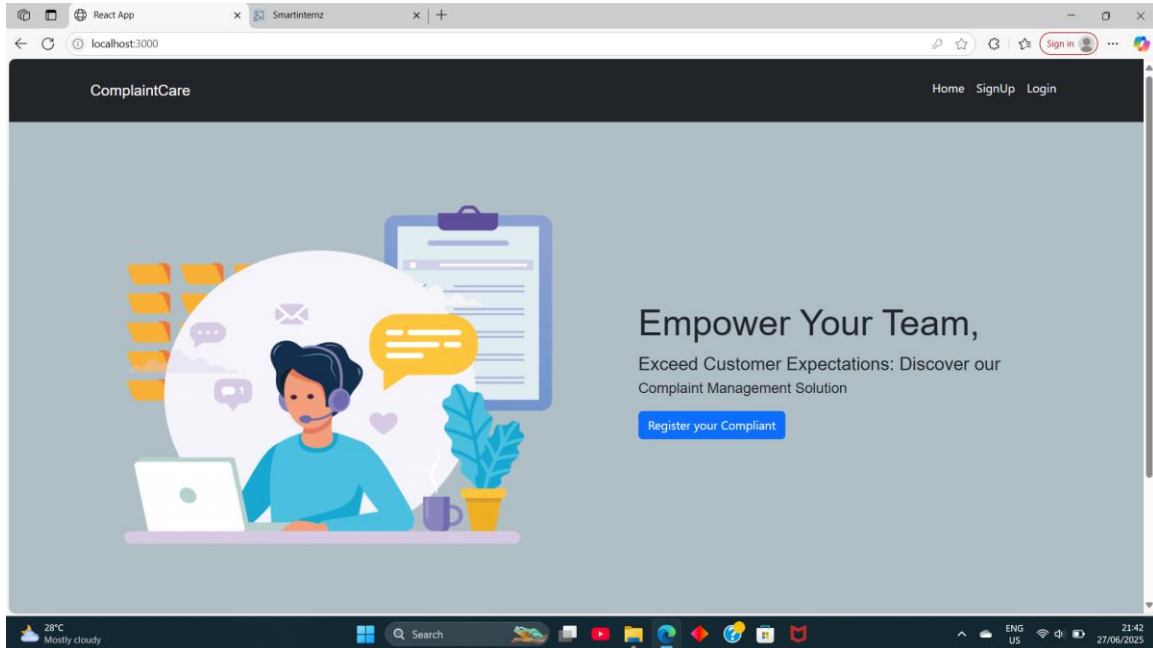 React App
Smartinternz
localhost:3000
Sign in
ComplaintCare
Home SignUp Login
Empower Your Team,
Exceed Customer Expectations: Discover our
Complaint Management Solution
Register your Compliant
28°C
Mostly cloudy
Search
ENG
US
21:42
27/06/2025